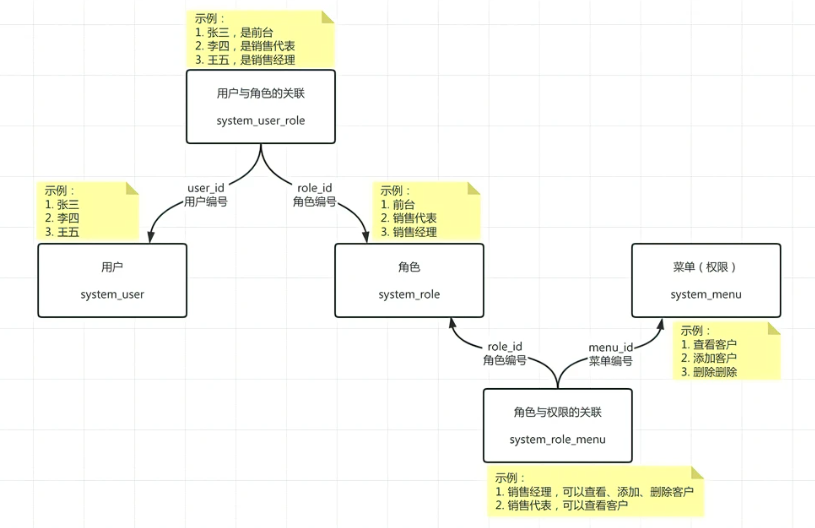 示例：
1. 张三，是前台
2. 李四，是销售代表
3. 王五，是销售经理
用户与角色的关联
system_user_role
user_id
用户编号
role_id
角色编号
示例：
1. 张三
2. 李四
3. 王五
示例：
1. 前台
2. 销售代表
3. 销售经理
用户
system_user
角色
system_role
菜单（权限）
system_menu
role_id
角色编号
menu_id
菜单编号
示例：
1. 查看客户
2. 添加客户
3. 删除删除
角色与权限的关联
system_role_menu
示例：
1. 销售经理，可以查看、添加、删除客户
2. 销售代表，可以查看客户